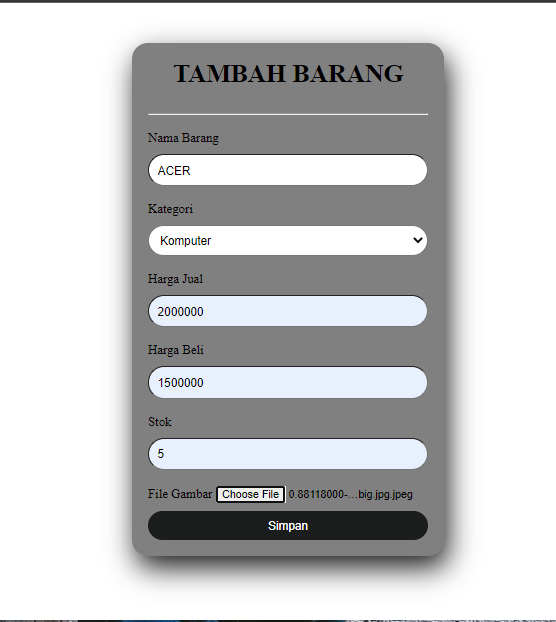 TAMBAH BARANG
Nama Barang
ACER
Kategori
Komputer
Harga Jual
2000000
Harga Beli
1500000
Stok
5
File Gambar Choose File 0.88118000-...big.jpg.jpeg
Simpan